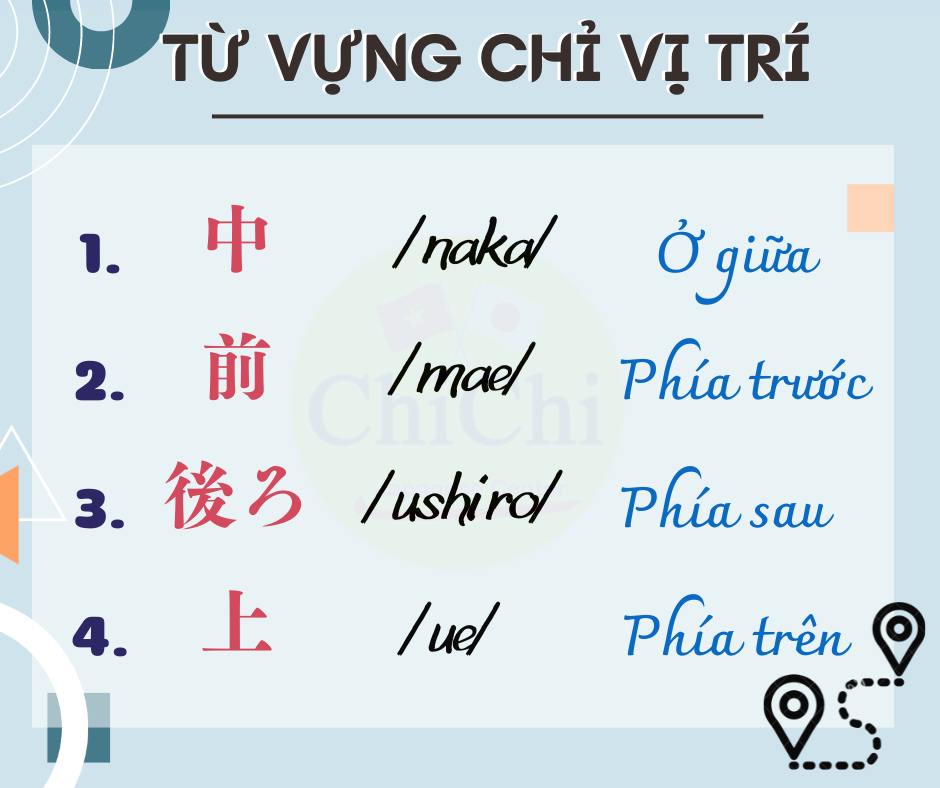 TỪ VỰNG CHỈ VỊ TRÍ
1. 中 /naka/ Ở giữa
2. 前 /mae/ Phía trước
ChiChi
3. 後ろ /ushiro/ Phía sau
4. 上 /ue/ Phía trên